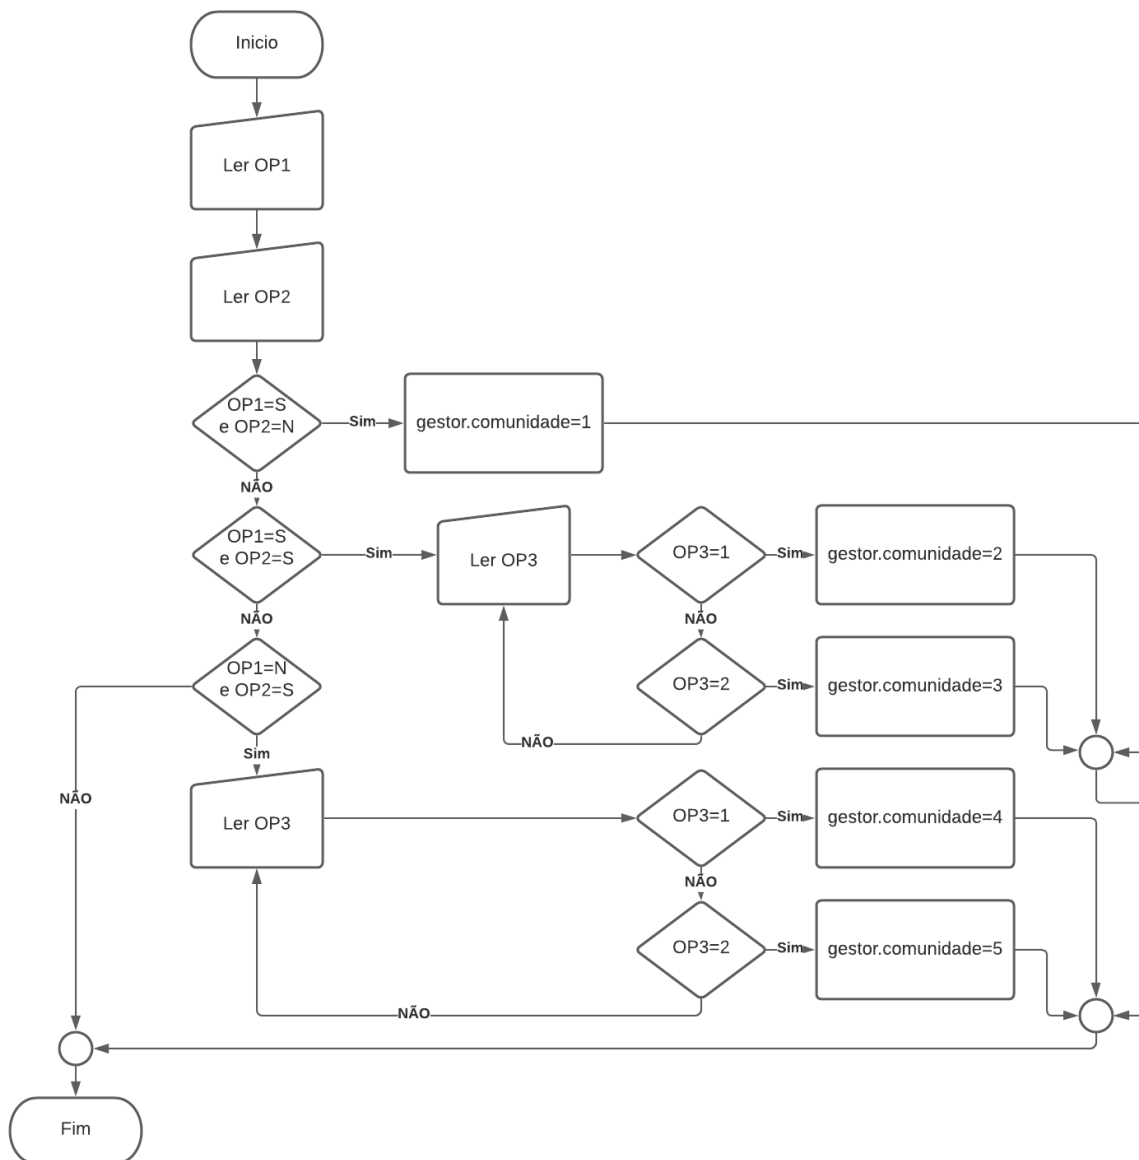 Inicio
Ler OP1
Ler OP2
OP1=S
e OP2=N
Sim
gestor.comunidade=1
NÃO
OP1=S
e OP2=S
Sim
Ler OP3
OP3=1
Sim
gestor.comunidade=2
NÃO
NÃO
OP1=N
e OP2=S
OP3=2
Sim
gestor.comunidade=3
NÃO
Sim
NÃO
Ler OP3
OP3=1
Sim
gestor.comunidade=4
NÃO
OP3=2
Sim
gestor.comunidade=5
NÃO
Fim